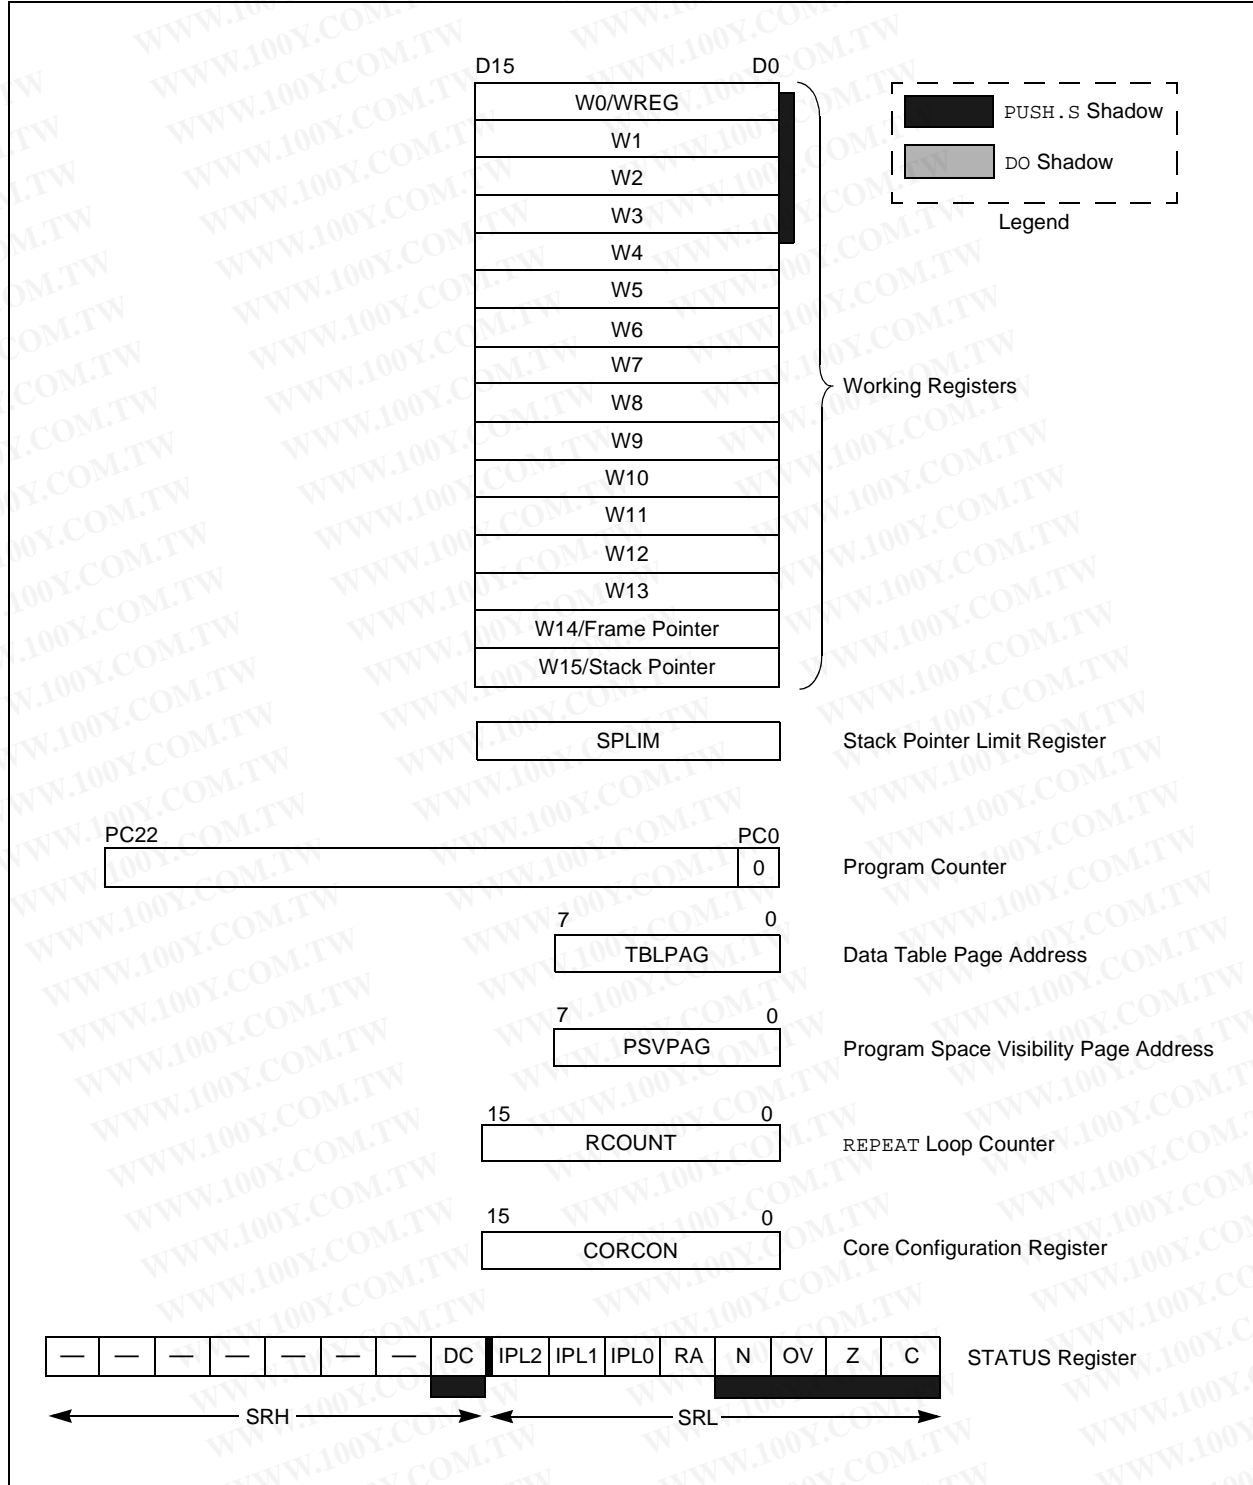 D15 D0
W0/WREG
W1
W2
W3
W4
W5
W6
W7
W8
W9
W10
W11
W12
W13
W14/Frame Pointer
W15/Stack Pointer
PUSH.S Shadow
DO Shadow
Legend
Working Registers
SPLIM Stack Pointer Limit Register
PC22 PC0
0 Program Counter
7 0
TBLPAG Data Table Page Address
7 0
PSVPAG Program Space Visibility Page Address
15 0
RCOUNT REPEAT Loop Counter
15 0
CORCON Core Configuration Register
— — — — — — — DC IPL2 IPL1 IPL0 RA N OV Z C STATUS Register
SRH SRL
WWW.100Y.COM.TW